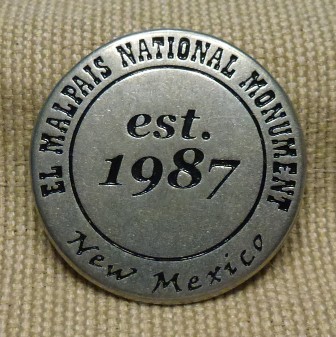 EL MALPAIS NATIONAL MONUMENT
est.
1987
New Mexico